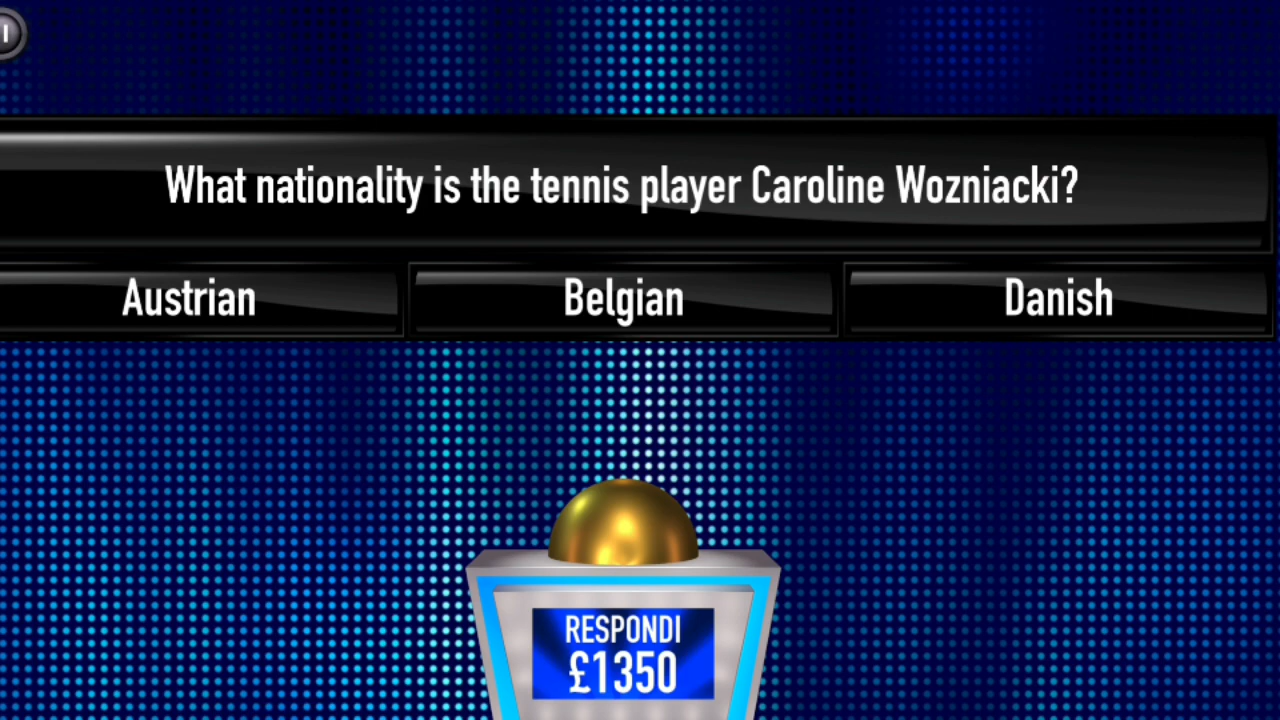 What nationality is the tennis player Caroline Wozniacki?
Austrian
Belgian
Danish
RESPONDI
£1350